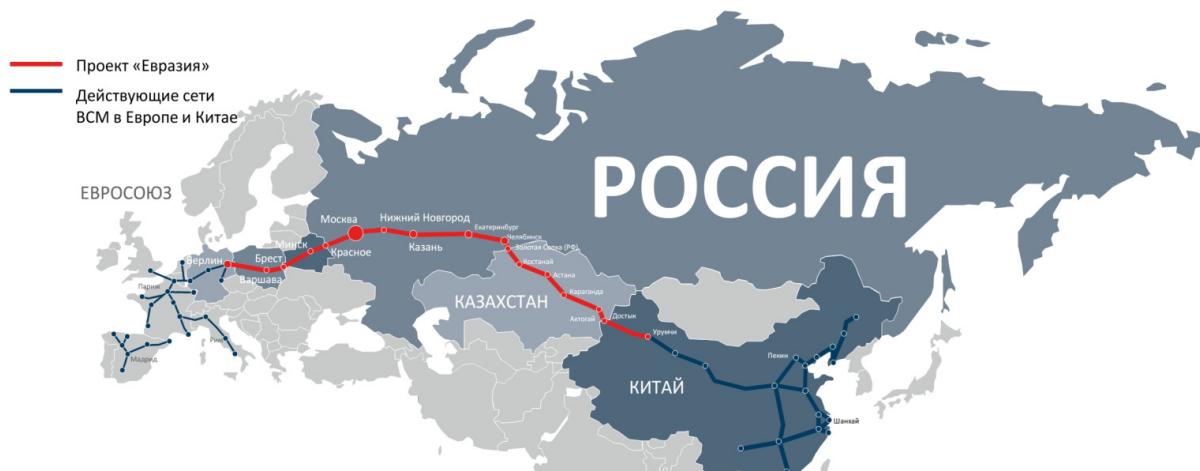 Проект «Евразия»
Действующие сети
ВСМ в Европе и Китае
РОССИЯ
ЕВРОСОЮЗ
Москва
Нижний Новгород
Екатеринбург
Челябинск
Золотая Сопка (РФ)
Минск
Красное
Казань
Берлин
Брест
Варшава
Костанай
Астана
Париж
Караганда
КАЗАХСТАН
Актогай
Достык
Урумчи
Рим
Мадрид
Пекин
КИТАЙ
Шанхай